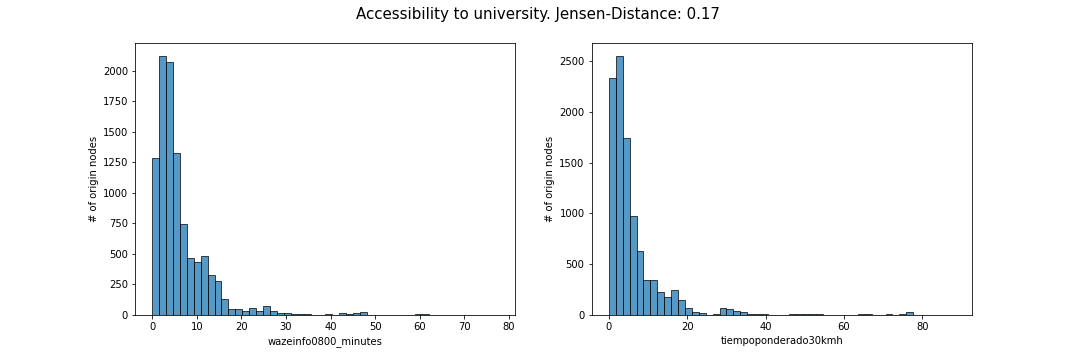 Accessibility to university. Jensen-Distance: 0.17
# of origin nodes
2000
1750
1500
1250
1000
750
500
250
0
0 10 20 30 40 50 60 70 80
wazeinfo0800_minutes
# of origin nodes
2500
2000
1500
1000
500
0
0 20 40 60 80
tiempoponderado30kmh